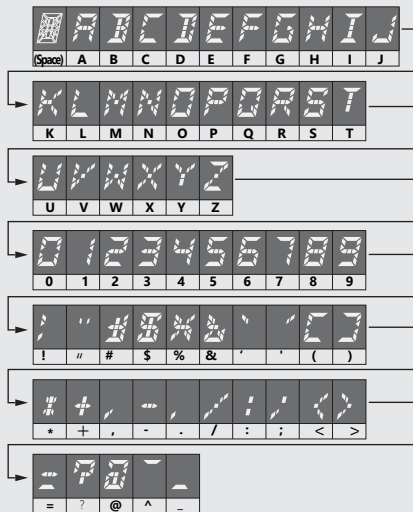 (Space) A B C D E F G H I J
K L M N O P Q R S T
U V W X Y Z
0 1 2 3 4 5 6 7 8 9
! " # $ % & ‘ ' ( )
* + , - . / : ; < >
= ? @ ^ _